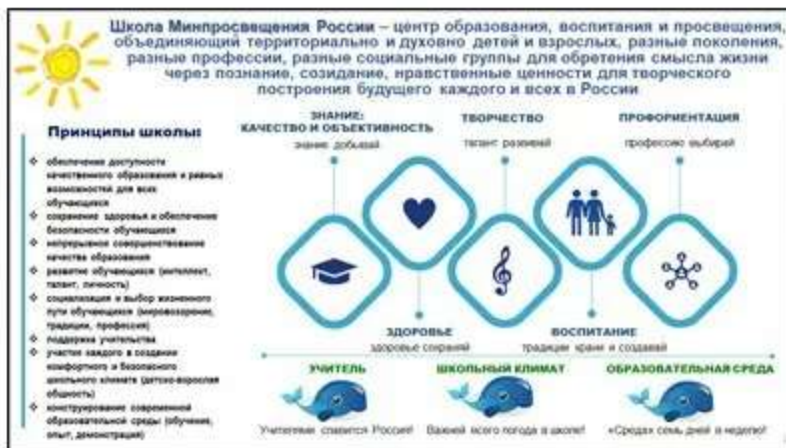 Школа Минпросвещения России – центр образования, воспитания и просвещения,
объединяющий территориально и духовно детей и взрослых, разные поколения,
разные профессии, разные социальные группы для обретения смысла жизни
через познание, созидание, нравственные ценности для творческого
построения будущего каждого и всех в России
Принципы школы:
❖ обеспечение доступности
качественного образования и равных
возможностей для всех
обучающихся
❖ сохранение здоровья и обеспечение
безопасности обучающихся
❖ непрерывное совершенствование
качества образования
❖ развитие обучающихся (интеллект,
талант, личность)
❖ социализация и выбор жизненного
пути обучающихся (мировоззрение,
традиции, профессия)
❖ поддержка учительства
❖ участие каждого в создании
комфортного и безопасного
школьного климата (детско-взрослая
общность)
❖ конструирование современной
образовательной среды (обучение,
опыт, демонстрация)
ЗНАНИЕ:
КАЧЕСТВО И ОБЪЕКТИВНОСТЬ
знание добывай
ТВОРЧЕСТВО
талант развивай
ПРОФОРИЕНТАЦИЯ
профессию выбирай
ЗДОРОВЬЕ
здоровье сохраняй
ВОСПИТАНИЕ
традиции храни и создавай
УЧИТЕЛЬ
Учителями славится Россия!
ШКОЛЬНЫЙ КЛИМАТ
Важней всего погода в школе!
ОБРАЗОВАТЕЛЬНАЯ СРЕДА
«Среда» семь дней в неделю!